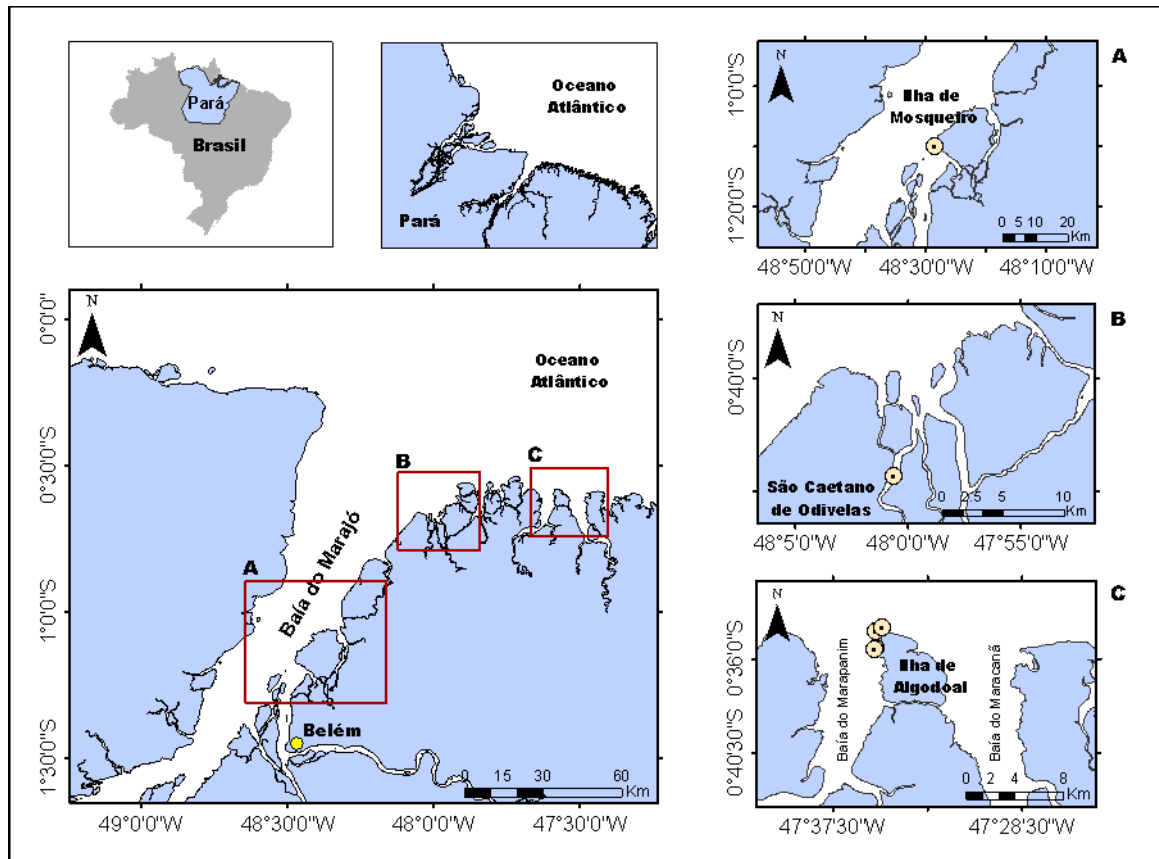 Pará
Brasil
Oceano
Atlântico
Pará
A
N
Ilha de
Mosqueiro
1°0'0"S
1°20'0"S
0 5 10 20
Km
48°50'0"W
48°30'0"W
48°10'0"W
N
Oceano
Atlântico
B
C
A
Baía do Marajó
Belém
0°0'0"
0°30'0"S
1°0'0"S
1°30'0"S
0 15 30 60
Km
49°0'0"W
48°30'0"W
48°0'0"W
47°30'0"W
B
N
0°40'0"S
São Caetano
de Odivelas
0 2.5 5 10
Km
48°5'0"W
48°0'0"W
47°55'0"W
C
N
0°36'0"S
0°40'30"S
Baía do Marapanim
Ilha de
Algodoal
Baía do Maracanã
0 2 4 8
Km
47°37'30"W
47°28'30"W